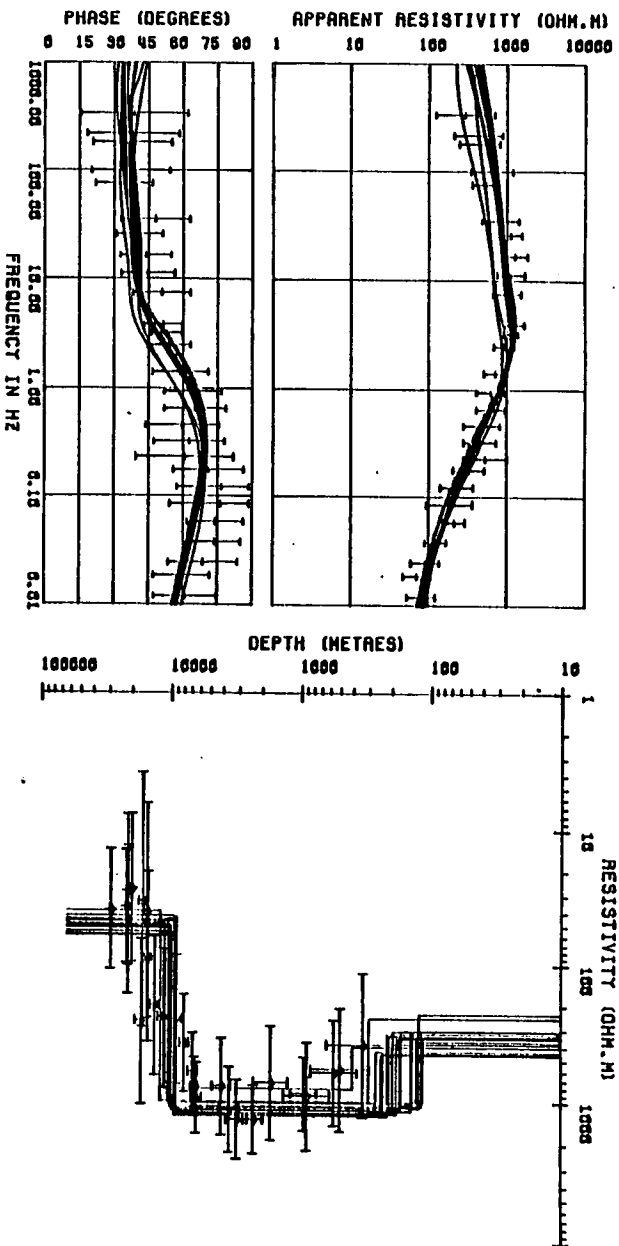 PHASE (DEGREES)
0 15 30 45 60 75 90
APPARENT RESISTIVITY (OHM.M)
1 10 100 1000 10000
1000.00
100.00
10.00
1.00
0.10
0.01
FREQUENCY IN HZ
DEPTH (METRES)
100000 10000 1000 100 10
1
10
100
1000
RESISTIVITY (OHM.M)